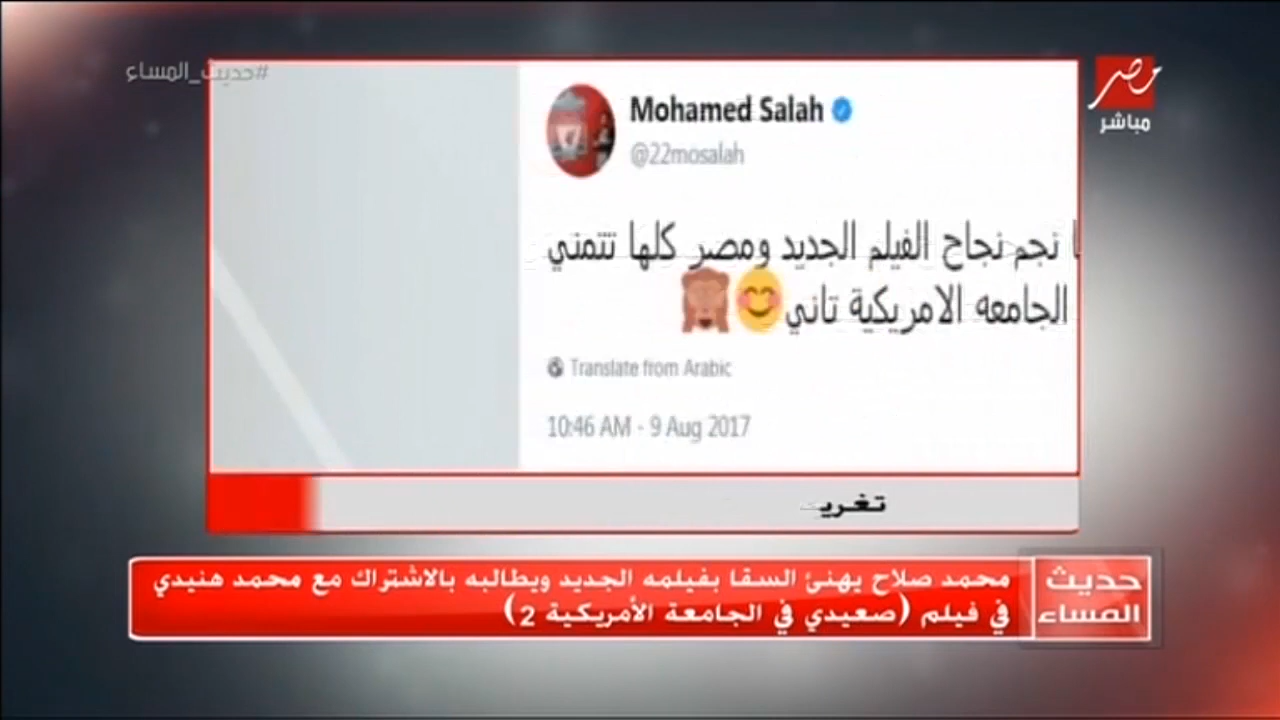 #حديث_المساء
مصر
مباشر
Mohamed Salah
@22mosalah
نجم نجاح الفيلم الجديد ومصر كلها تتمني
الجامعه الامريكية تاني😊🙈
Translate from Arabic
10:46 AM - 9 Aug 2017
تغريد
حديث المساء
محمد صلاح يهنئ السقا بفيلمه الجديد ويطالبه بالاشتراك مع محمد هنيدي
في فيلم (صعيدي في الجامعة الأمريكية 2)